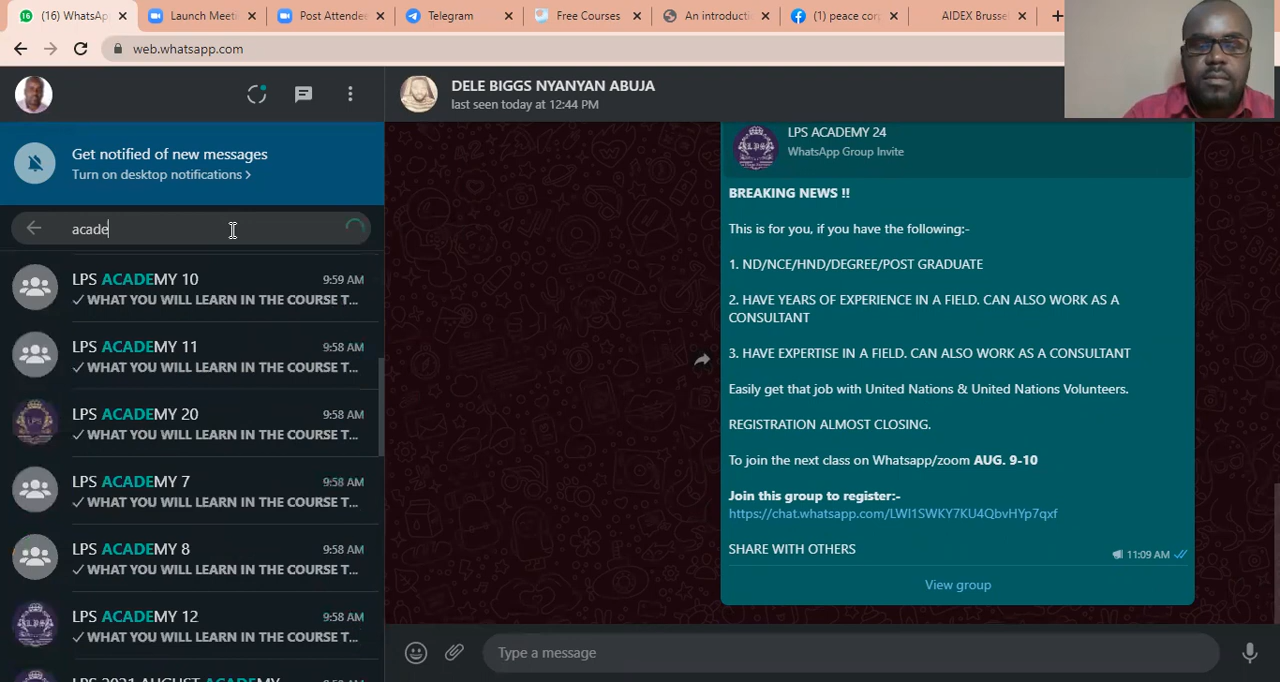 (16) WhatsApp
Launch Meeti
Post Attende
Telegram
Free Courses
An introducti
(1) peace cor
AIDEX Brusse
web.whatsapp.com
DELE BIGGS NYANYAN ABUJA
last seen today at 12:44 PM
Get notified of new messages
Turn on desktop notifications >
acade
LPS ACADEMY 10
9:59 AM
✓ WHAT YOU WILL LEARN IN THE COURSE T...
LPS ACADEMY 11
9:58 AM
✓ WHAT YOU WILL LEARN IN THE COURSE T...
LPS ACADEMY 20
9:58 AM
✓ WHAT YOU WILL LEARN IN THE COURSE T...
LPS ACADEMY 7
9:58 AM
✓ WHAT YOU WILL LEARN IN THE COURSE T...
LPS ACADEMY 8
9:58 AM
✓ WHAT YOU WILL LEARN IN THE COURSE T...
LPS ACADEMY 12
9:58 AM
✓ WHAT YOU WILL LEARN IN THE COURSE T...
LPS 2021 AUGUST ACADEMY
LPS ACADEMY 24
WhatsApp Group Invite
BREAKING NEWS !!
This is for you, if you have the following:-
1. ND/NCE/HND/DEGREE/POST GRADUATE
2. HAVE YEARS OF EXPERIENCE IN A FIELD. CAN ALSO WORK AS A
CONSULTANT
3. HAVE EXPERTISE IN A FIELD. CAN ALSO WORK AS A CONSULTANT
Easily get that job with United Nations & United Nations Volunteers.
REGISTRATION ALMOST CLOSING.
To join the next class on Whatsapp/zoom AUG. 9-10
Join this group to register:-
https://chat.whatsapp.com/LWI1SWKY7KU4QbvHYp7qxf
SHARE WITH OTHERS
11:09 AM
View group
Type a message